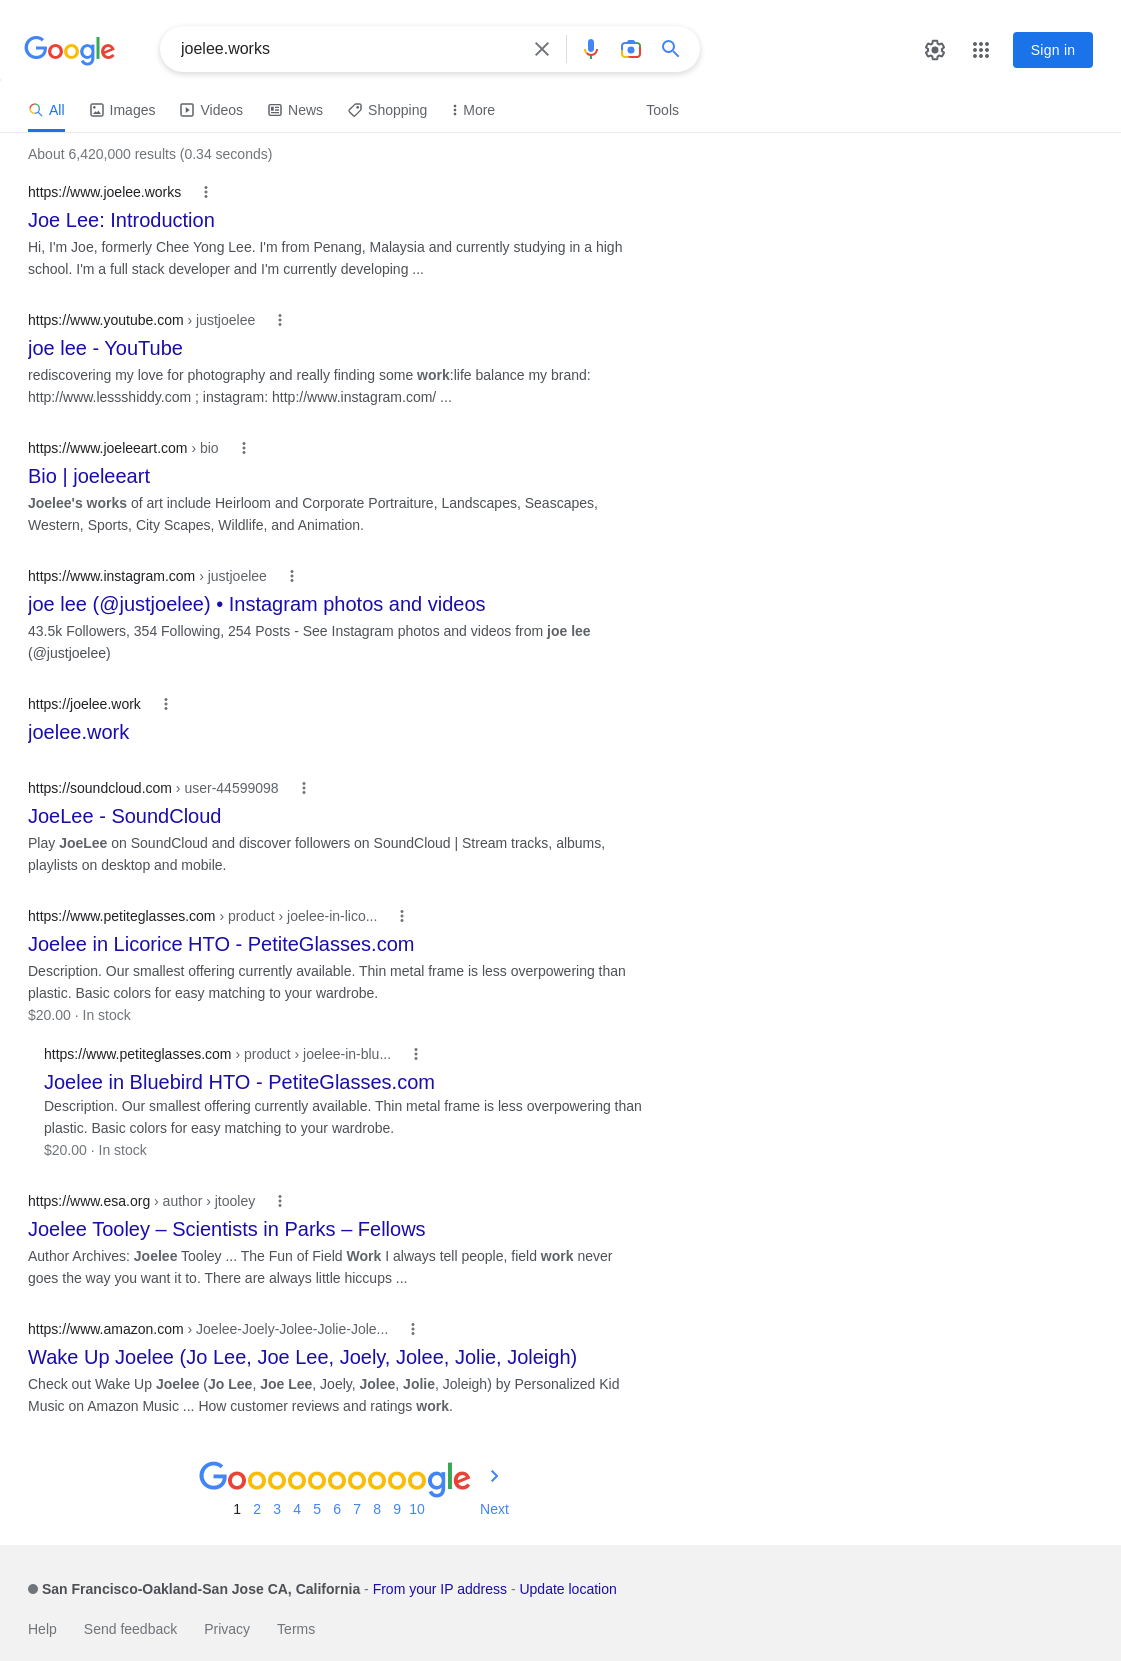 Google
joelee.works
Sign in
All
Images
Videos
News
Shopping
More
Tools
About 6,420,000 results (0.34 seconds)
https://www.joelee.works
Joe Lee: Introduction
Hi, I'm Joe, formerly Chee Yong Lee. I'm from Penang, Malaysia and currently studying in a high
school. I'm a full stack developer and I'm currently developing ...
https://www.youtube.com › justjoelee
joe lee - YouTube
rediscovering my love for photography and really finding some work:life balance my brand:
http://www.lessshiddy.com ; instagram: http://www.instagram.com/ ...
https://www.joeleeart.com › bio
Bio | joeleeart
Joelee's works of art include Heirloom and Corporate Portraiture, Landscapes, Seascapes,
Western, Sports, City Scapes, Wildlife, and Animation.
https://www.instagram.com › justjoelee
joe lee (@justjoelee) • Instagram photos and videos
43.5k Followers, 354 Following, 254 Posts - See Instagram photos and videos from joe lee
(@justjoelee)
https://joelee.work
joelee.work
https://soundcloud.com › user-44599098
JoeLee - SoundCloud
Play JoeLee on SoundCloud and discover followers on SoundCloud | Stream tracks, albums,
playlists on desktop and mobile.
https://www.petiteglasses.com › product › joelee-in-lico...
Joelee in Licorice HTO - PetiteGlasses.com
Description. Our smallest offering currently available. Thin metal frame is less overpowering than
plastic. Basic colors for easy matching to your wardrobe.
$20.00 · In stock
https://www.petiteglasses.com › product › joelee-in-blu...
Joelee in Bluebird HTO - PetiteGlasses.com
Description. Our smallest offering currently available. Thin metal frame is less overpowering than
plastic. Basic colors for easy matching to your wardrobe.
$20.00 · In stock
https://www.esa.org › author › jtooley
Joelee Tooley – Scientists in Parks – Fellows
Author Archives: Joelee Tooley ... The Fun of Field Work I always tell people, field work never
goes the way you want it to. There are always little hiccups ...
https://www.amazon.com › Joelee-Joely-Jolee-Jolie-Jole...
Wake Up Joelee (Jo Lee, Joe Lee, Joely, Jolee, Jolie, Joleigh)
Check out Wake Up Joelee (Jo Lee, Joe Lee, Joely, Jolee, Jolie, Joleigh) by Personalized Kid
Music on Amazon Music ... How customer reviews and ratings work.
Goooooooooogle
1 2 3 4 5 6 7 8 9 10 Next
San Francisco-Oakland-San Jose CA, California - From your IP address - Update location
Help Send feedback Privacy Terms